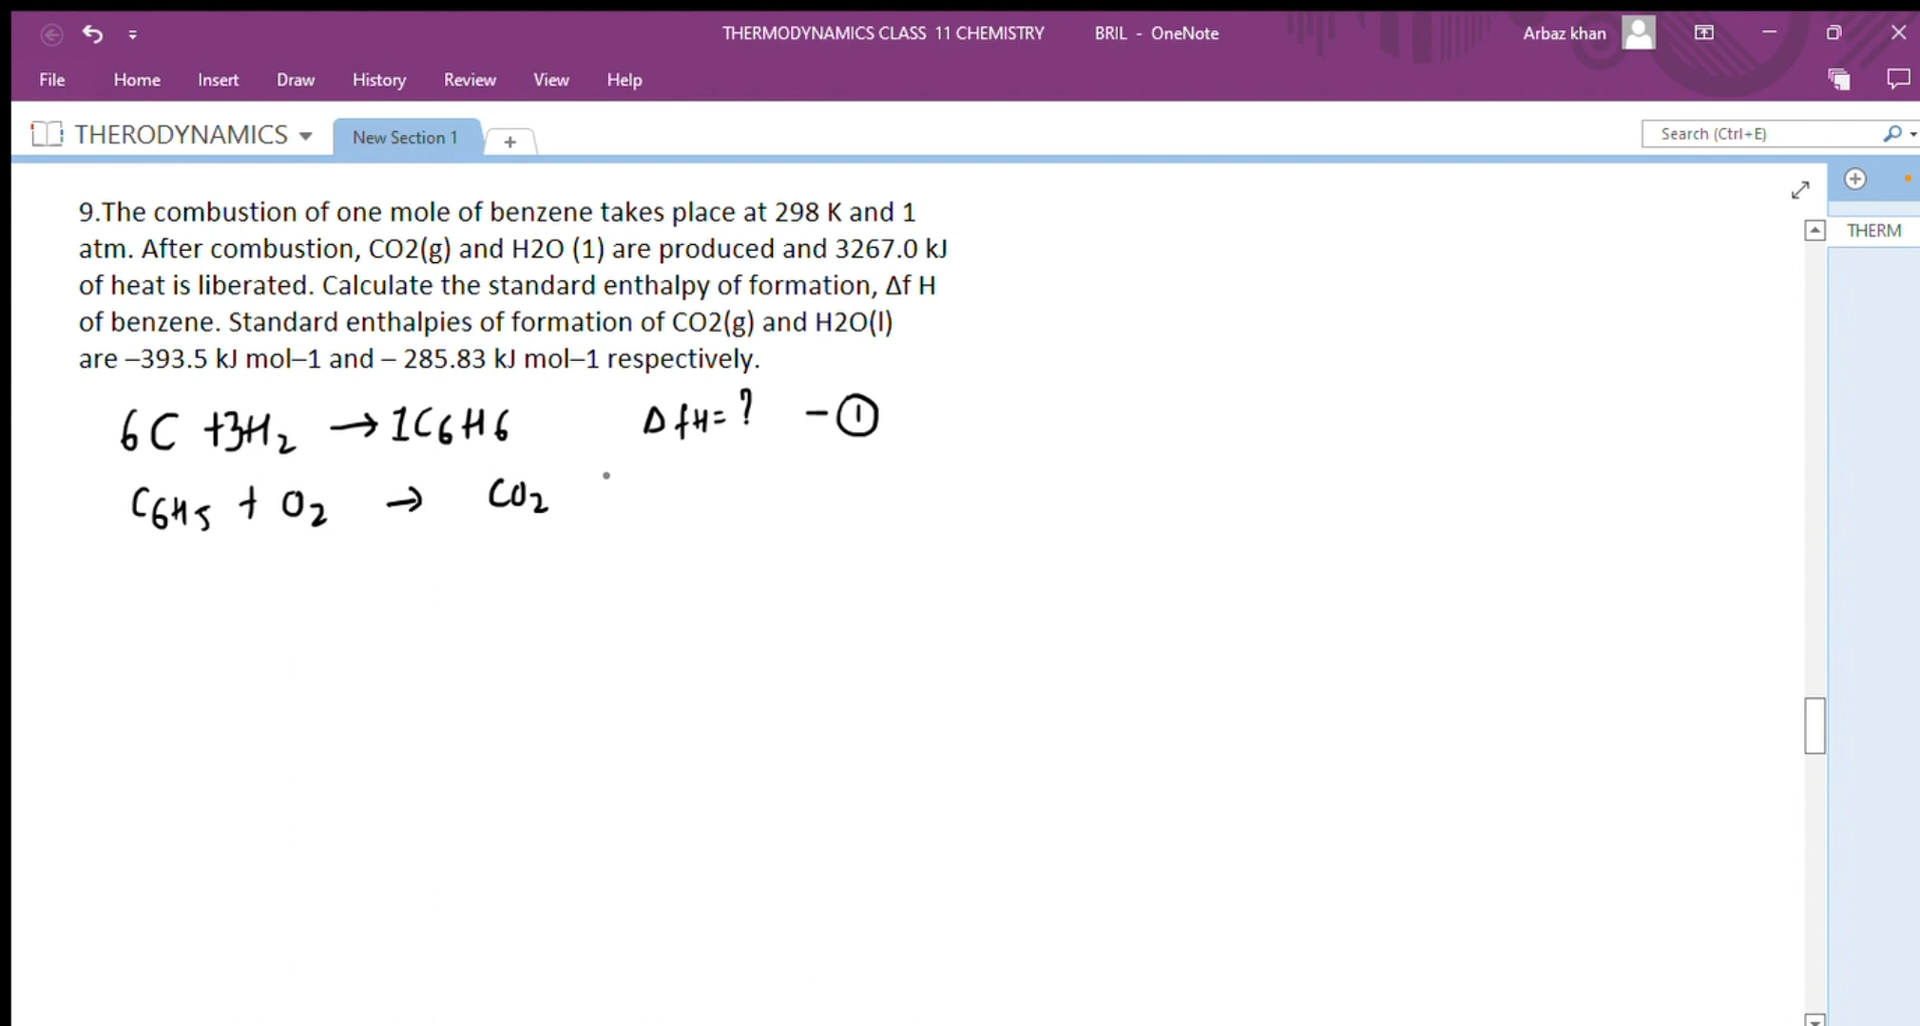 THERMODYNAMICS CLASS 11 CHEMISTRY BRIL - OneNote
Arbaz khan
File Home Insert Draw History Review View Help
THERODYNAMICS New Section 1 +
Search (Ctrl+E)
THERM
9.The combustion of one mole of benzene takes place at 298 K and 1
atm. After combustion, CO2(g) and H2O (1) are produced and 3267.0 kJ
of heat is liberated. Calculate the standard enthalpy of formation, Δf H
of benzene. Standard enthalpies of formation of CO2(g) and H2O(l)
are –393.5 kJ mol–1 and – 285.83 kJ mol–1 respectively.
6C +3H2 → 1C6H6 ΔfH= ? - ①
C6H5 + O2 → CO2